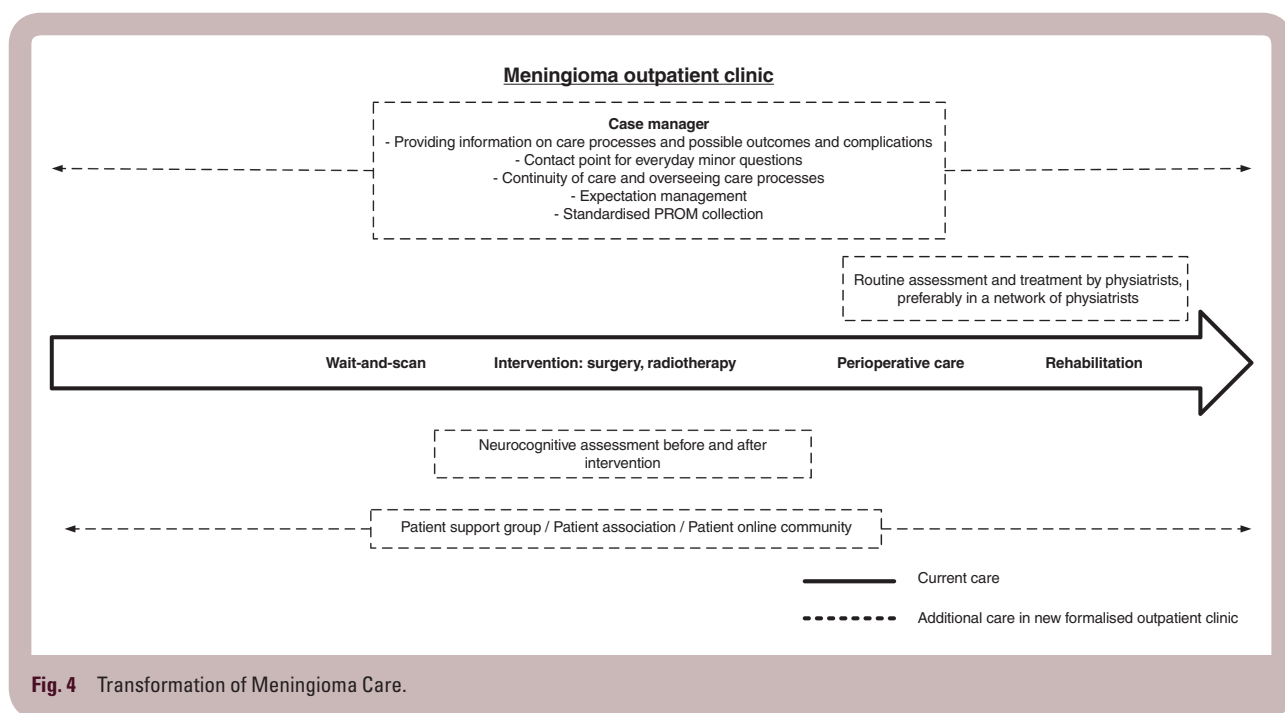 Meningioma outpatient clinic
Case manager
- Providing information on care processes and possible outcomes and complications
- Contact point for everyday minor questions
- Continuity of care and overseeing care processes
- Expectation management
- Standardised PROM collection
Routine assessment and treatment by physiatrists,
preferably in a network of physiatrists
Wait-and-scan
Intervention: surgery, radiotherapy
Perioperative care
Rehabilitation
Neurocognitive assessment before and after
intervention
Patient support group / Patient association / Patient online community
Current care
Additional care in new formalised outpatient clinic
Fig. 4 Transformation of Meningioma Care.